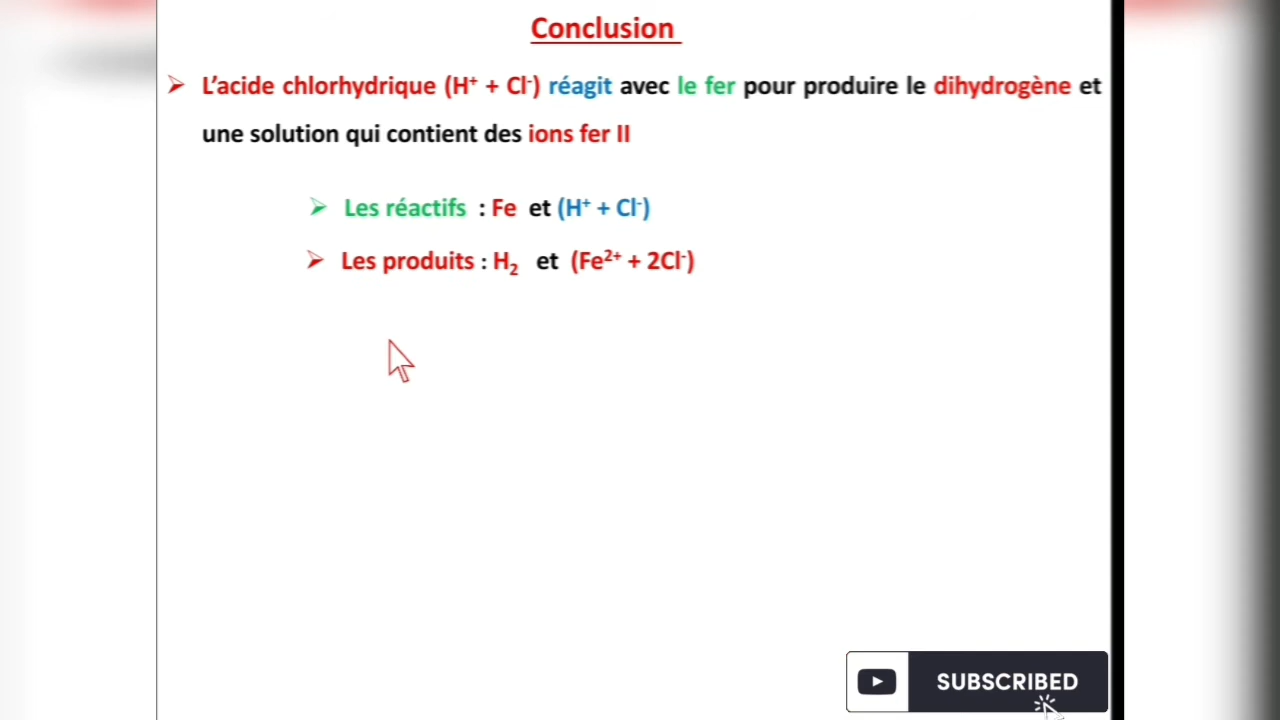 Conclusion
L'acide chlorhydrique (H⁺ + Cl⁻) réagit avec le fer pour produire le dihydrogène et
une solution qui contient des ions fer II
Les réactifs : Fe et (H⁺ + Cl⁻)
Les produits : H₂ et (Fe²⁺ + 2Cl⁻)
SUBSCRIBED